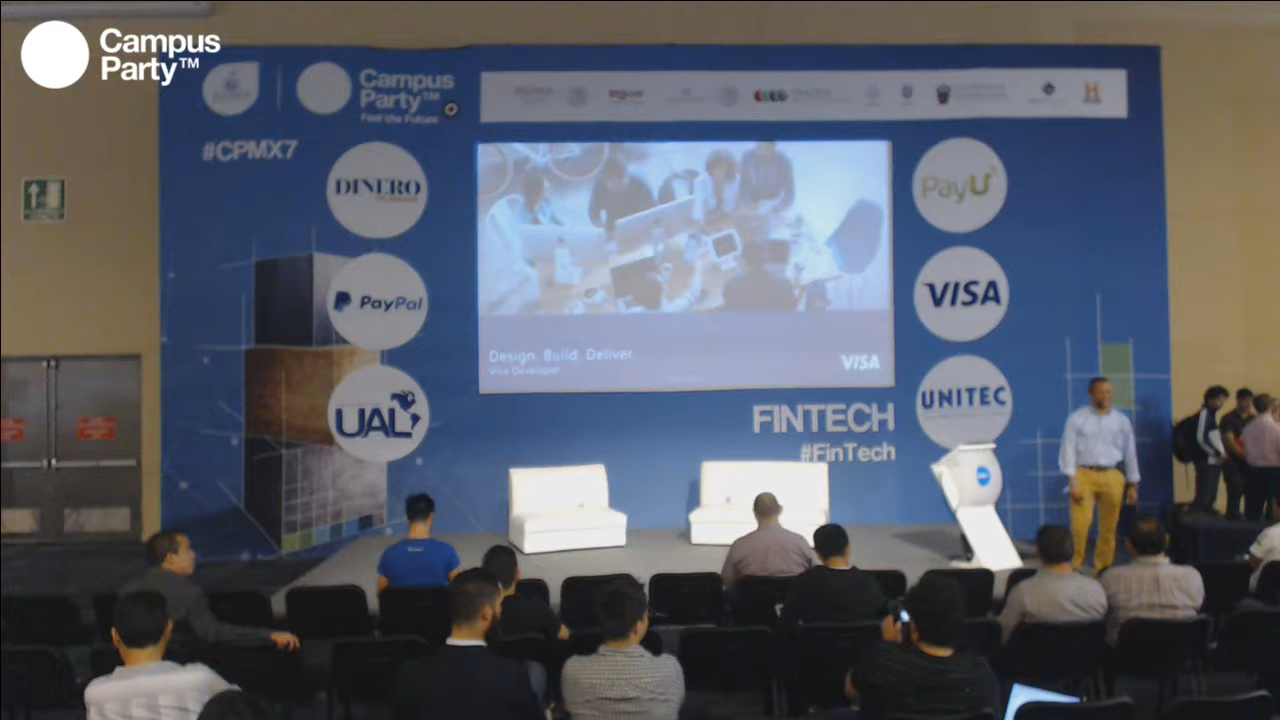 Campus
Party™
Campus
Party™
Feel the Future
#CPMX7
DINERO
PayPal
UAL
PayU
VISA
UNITEC
Design. Build. Deliver.
Visa Developer
VISA
FINTECH
#FinTech